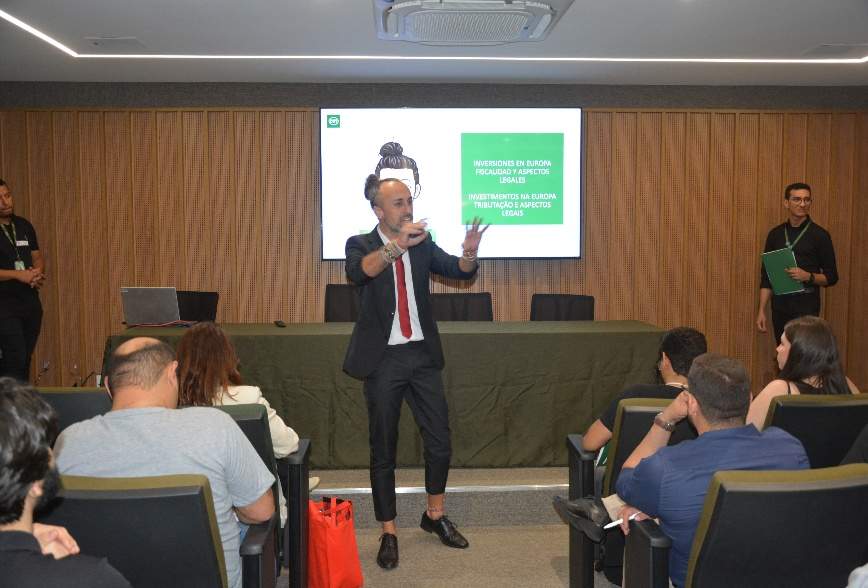 INVERSIONES EN EUROPA
FISCALIDAD Y ASPECTOS
LEGALES
INVESTIMENTOS NA EUROPA
TRIBUTAÇÃO E ASPECTOS
LEGAIS